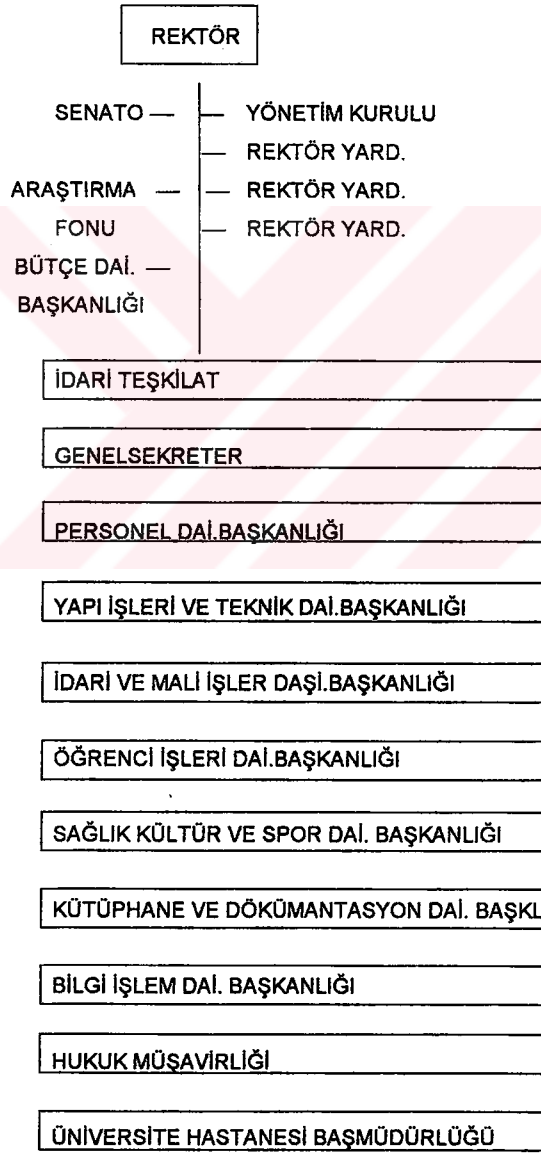 REKTÖR
SENATO — — YÖNETİM KURULU
— REKTÖR YARD.
ARAŞTIRMA — — REKTÖR YARD.
FONU — REKTÖR YARD.
BÜTÇE DAİ. —
BAŞKANLIĞI
İDARİ TEŞKİLAT
GENELSEKRETER
PERSONEL DAİ.BAŞKANLIĞI
YAPI İŞLERİ VE TEKNİK DAİ.BAŞKANLIĞI
İDARİ VE MALİ İŞLER DAŞİ.BAŞKANLIĞI
ÖĞRENCİ İŞLERİ DAİ.BAŞKANLIĞI
SAĞLIK KÜLTÜR VE SPOR DAİ. BAŞKANLIĞI
KÜTÜPHANE VE DÖKÜMANTASYON DAİ. BAŞKL
BİLGİ İŞLEM DAİ. BAŞKANLIĞI
HUKUK MÜŞAVİRLİĞİ
ÜNİVERSİTE HASTANESİ BAŞMÜDÜRLÜĞÜ